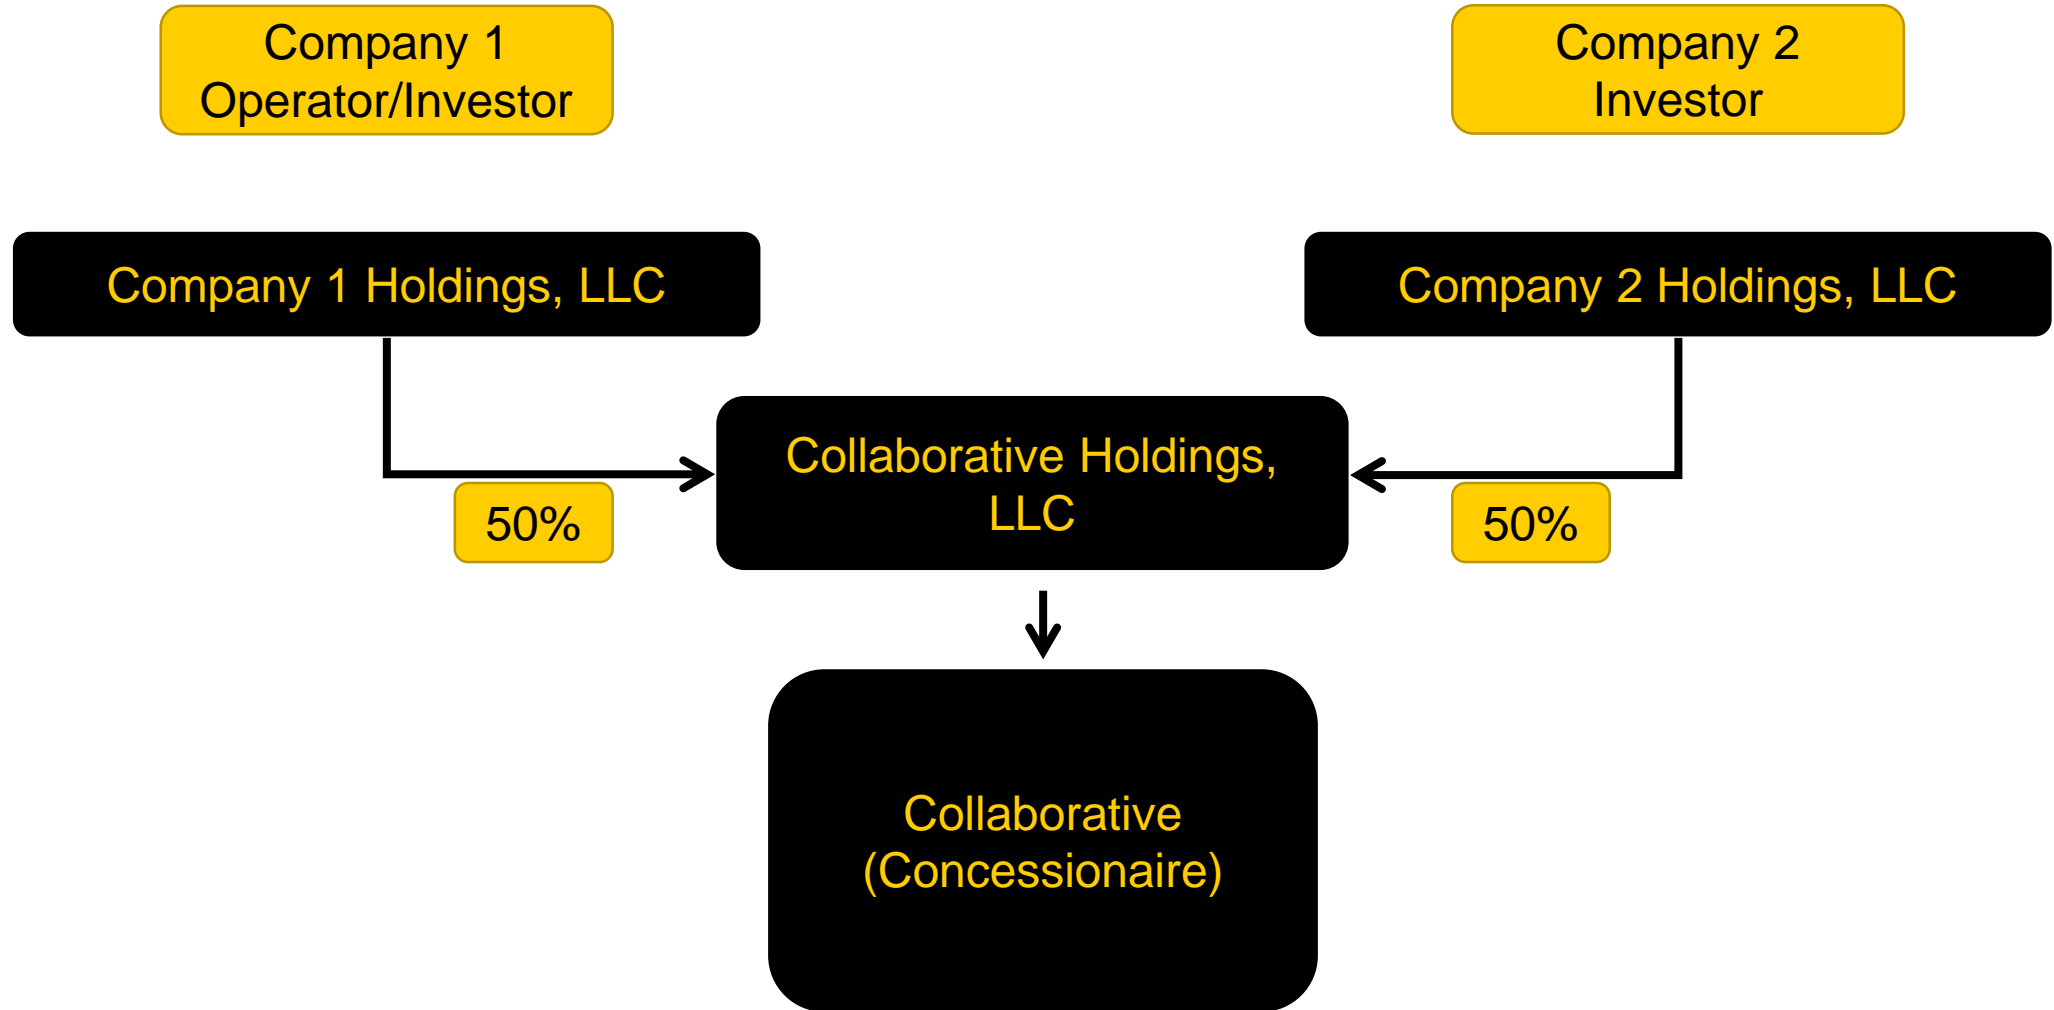 Company 1
Operator/Investor
Company 2
Investor
Company 1 Holdings, LLC
Company 2 Holdings, LLC
Collaborative Holdings,
LLC
50%
50%
Collaborative
(Concessionaire)